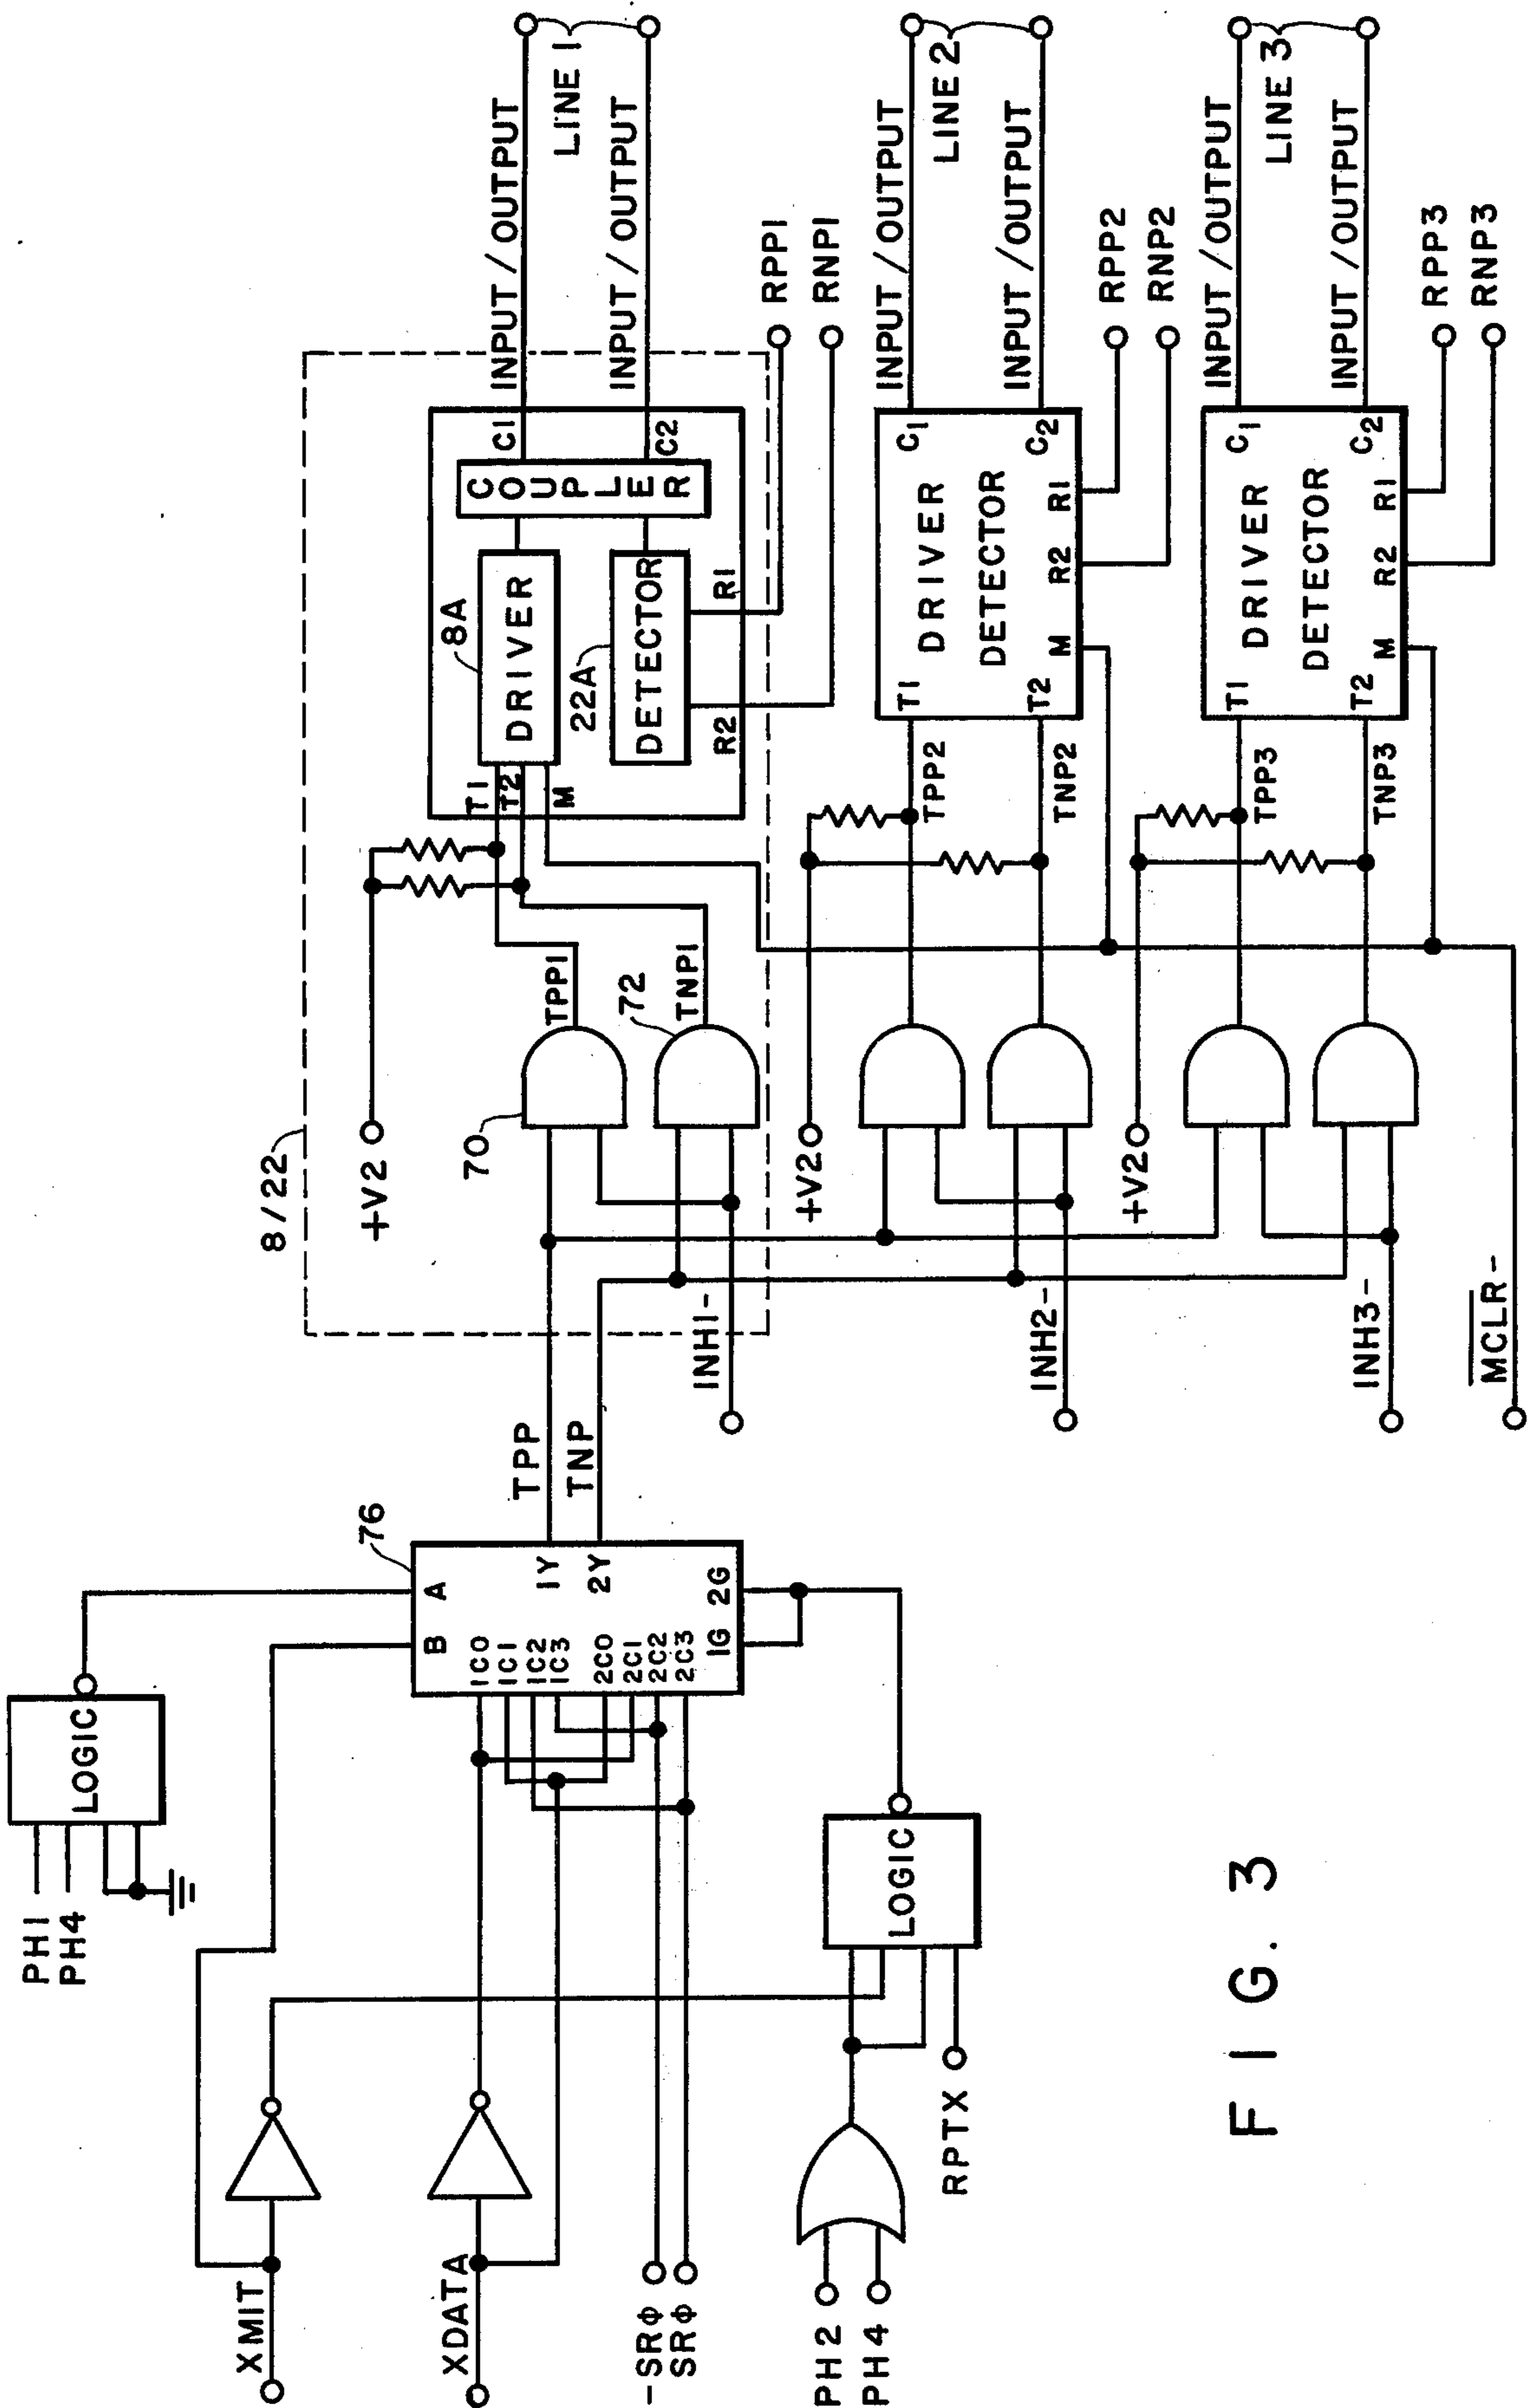 PH1
PH4
LOGIC
XMIT
XDATA
-SRφ
SRφ
PH2
PH4
RPTX
LOGIC
76
B
A
1C0
1C1
1C2
1C3
2C0
2C1
2C2
2C3
1Y
2Y
1G
2G
TPP
TNP
8/22
+V2
70
72
TPP1
TNP1
INH1-
T1
T2
M
8A
DRIVER
22A
DETECTOR
COUPLER
C1
C2
R2
R1
INPUT/OUTPUT
INPUT/OUTPUT
LINE 1
RPP1
RNP1
+V2
INH2-
TPP2
TNP2
T1
T2
DRIVER
DETECTOR
M
R2
R1
C1
C2
INPUT/OUTPUT
INPUT/OUTPUT
LINE 2
RPP2
RNP2
+V2
INH3-
TPP3
TNP3
T1
T2
DRIVER
DETECTOR
M
R2
R1
C1
C2
INPUT/OUTPUT
INPUT/OUTPUT
LINE 3
RPP3
RNP3
MCLR-
FIG. 3